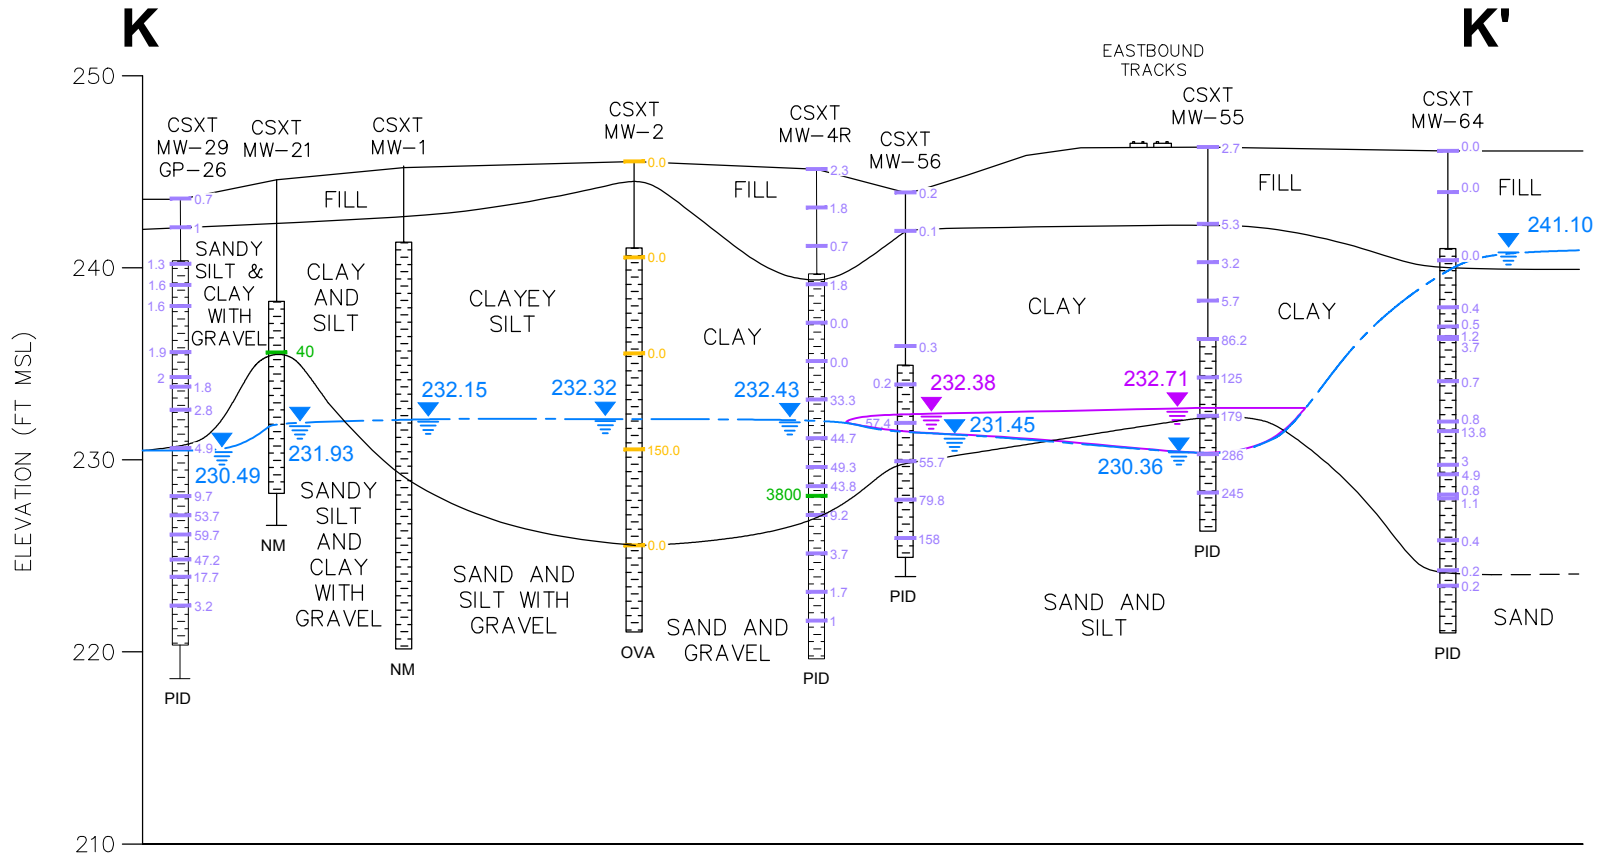 K
K'
EASTBOUND
TRACKS
250
240
230
220
210
ELEVATION (FT MSL)
CSXT
MW-29
GP-26
CSXT
MW-21
CSXT
MW-1
CSXT
MW-2
CSXT
MW-4R
CSXT
MW-56
CSXT
MW-55
CSXT
MW-64
FILL
FILL
FILL
FILL
SANDY
SILT &
CLAY
WITH
GRAVEL
CLAY
AND
SILT
CLAYEY
SILT
CLAY
CLAY
CLAY
SANDY
SILT
AND
CLAY
WITH
GRAVEL
SAND AND
SILT WITH
GRAVEL
SAND AND
GRAVEL
SAND AND
SILT
SAND
230.49
231.93
232.15
232.32
232.43
232.38
231.45
232.71
230.36
241.10
0.7
1
1.3
1.6
1.6
1.9
2
1.8
2.8
4.9
9.7
53.7
59.7
47.2
17.7
3.2
PID
40
NM
NM
0.0
0.0
0.0
150.0
0.0
OVA
2.3
1.8
0.7
1.8
0.0
0.0
33.3
44.7
49.3
43.8
3800
9.2
3.7
1.7
1
PID
0.2
0.1
0.3
0.2
57.4
55.7
79.8
158
PID
2.7
5.3
3.2
5.7
86.2
125
179
286
245
PID
0.0
0.0
0.0
0.4
0.5
1.2
3.7
0.7
0.8
13.8
3
4.9
0.8
1.1
0.4
0.2
0.2
PID